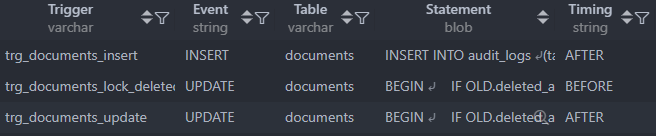 Trigger Event Table Statement Timing
varchar string varchar blob string
trg_documents_insert INSERT documents INSERT INTO audit_logs ↲(ta AFTER
trg_documents_lock_deleted UPDATE documents BEGIN ↲ IF OLD.deleted_a BEFORE
trg_documents_update UPDATE documents BEGIN ↲ IF OLD.deleted_a AFTER